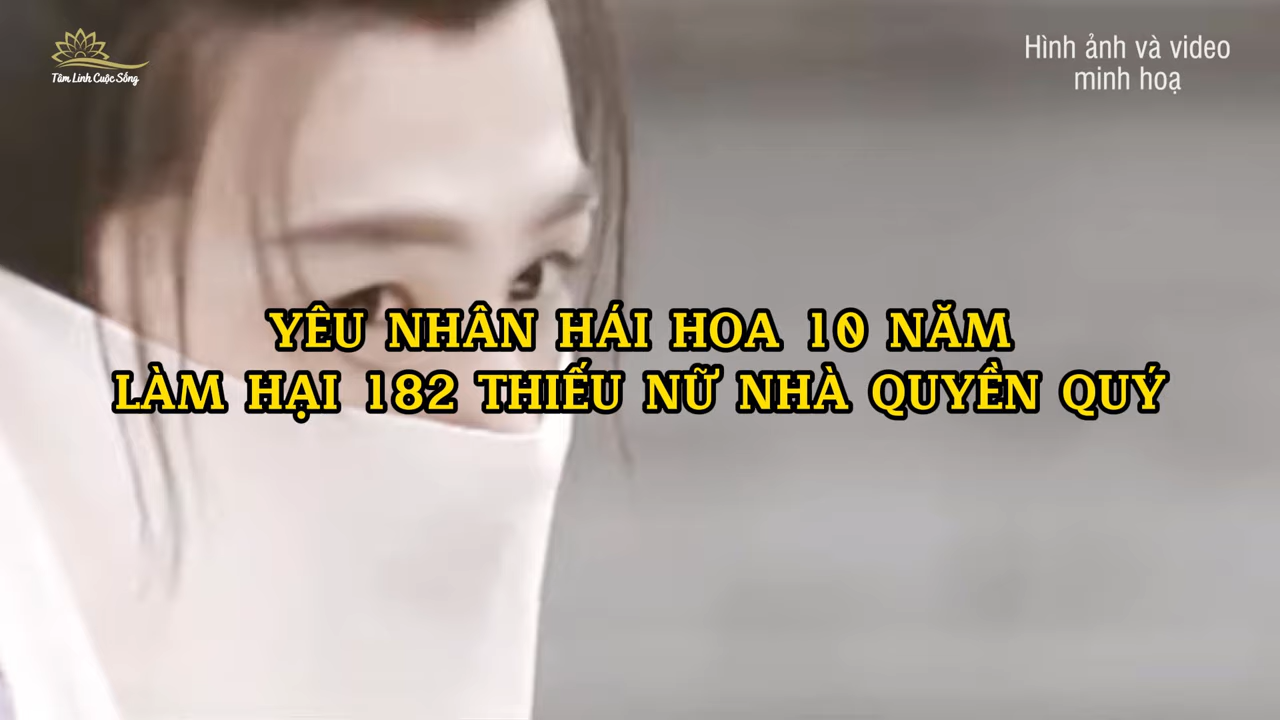 Tâm Linh Cuộc Sống
Hình ảnh và video
minh hoạ
YÊU NHÂN HÁI HOA 10 NĂM
LÀM HẠI 182 THIẾU NỮ NHÀ QUYỀN QUÝ